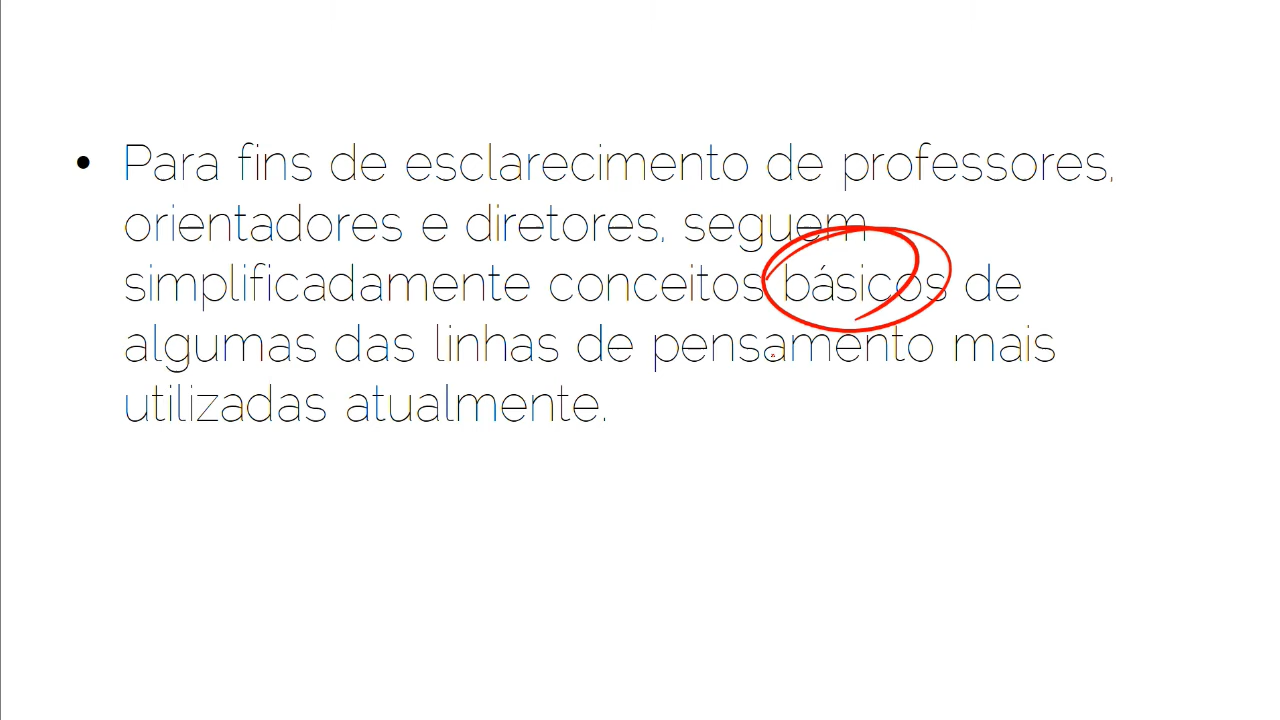 • Para fins de esclarecimento de professores,
orientadores e diretores, seguem
simplificadamente conceitos básicos de
algumas das linhas de pensamento mais
utilizadas atualmente.